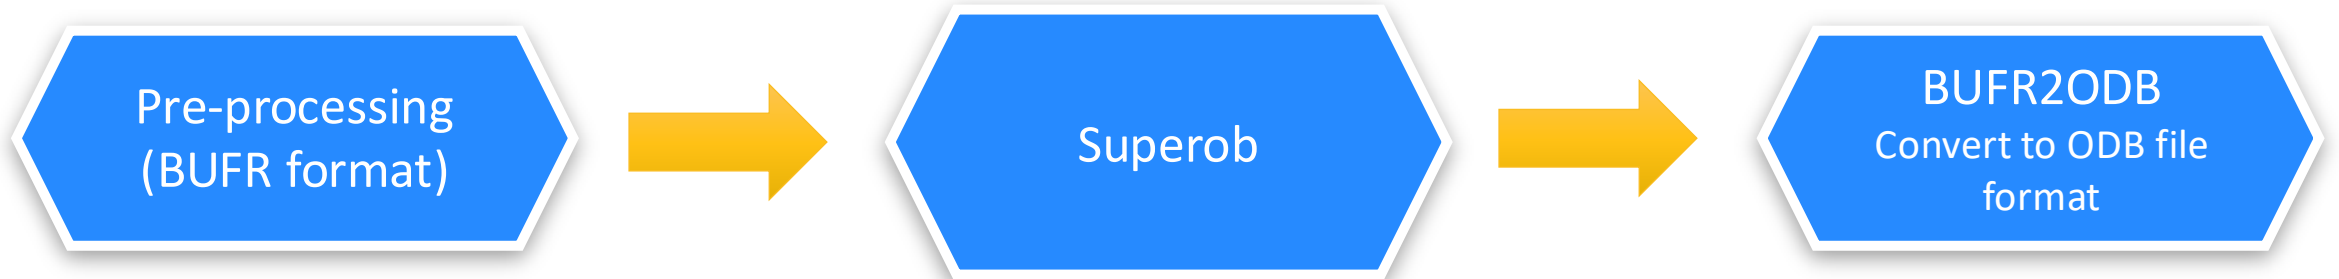 Pre-processing
(BUFR format)
Superob
BUFR2ODB
Convert to ODB file
format